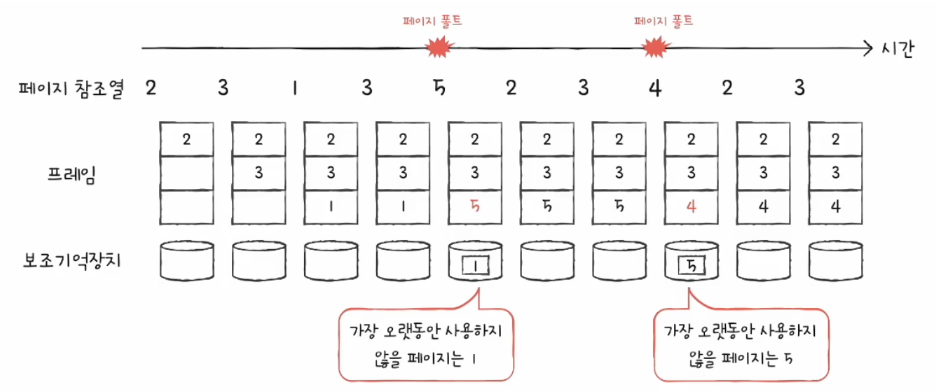 페이지 폴트 페이지 폴트
시간
페이지 참조열 2 3 1 3 5 2 3 4 2 3
2 2 2 2 2 2 2 2 2 2
프레임 3 3 3 3 3 3 3 3 3
1 1 5 5 5 4 4 4
보조기억장치 1 5
가장 오랫동안 사용하지
않을 페이지는 1
가장 오랫동안 사용하지
않을 페이지는 5